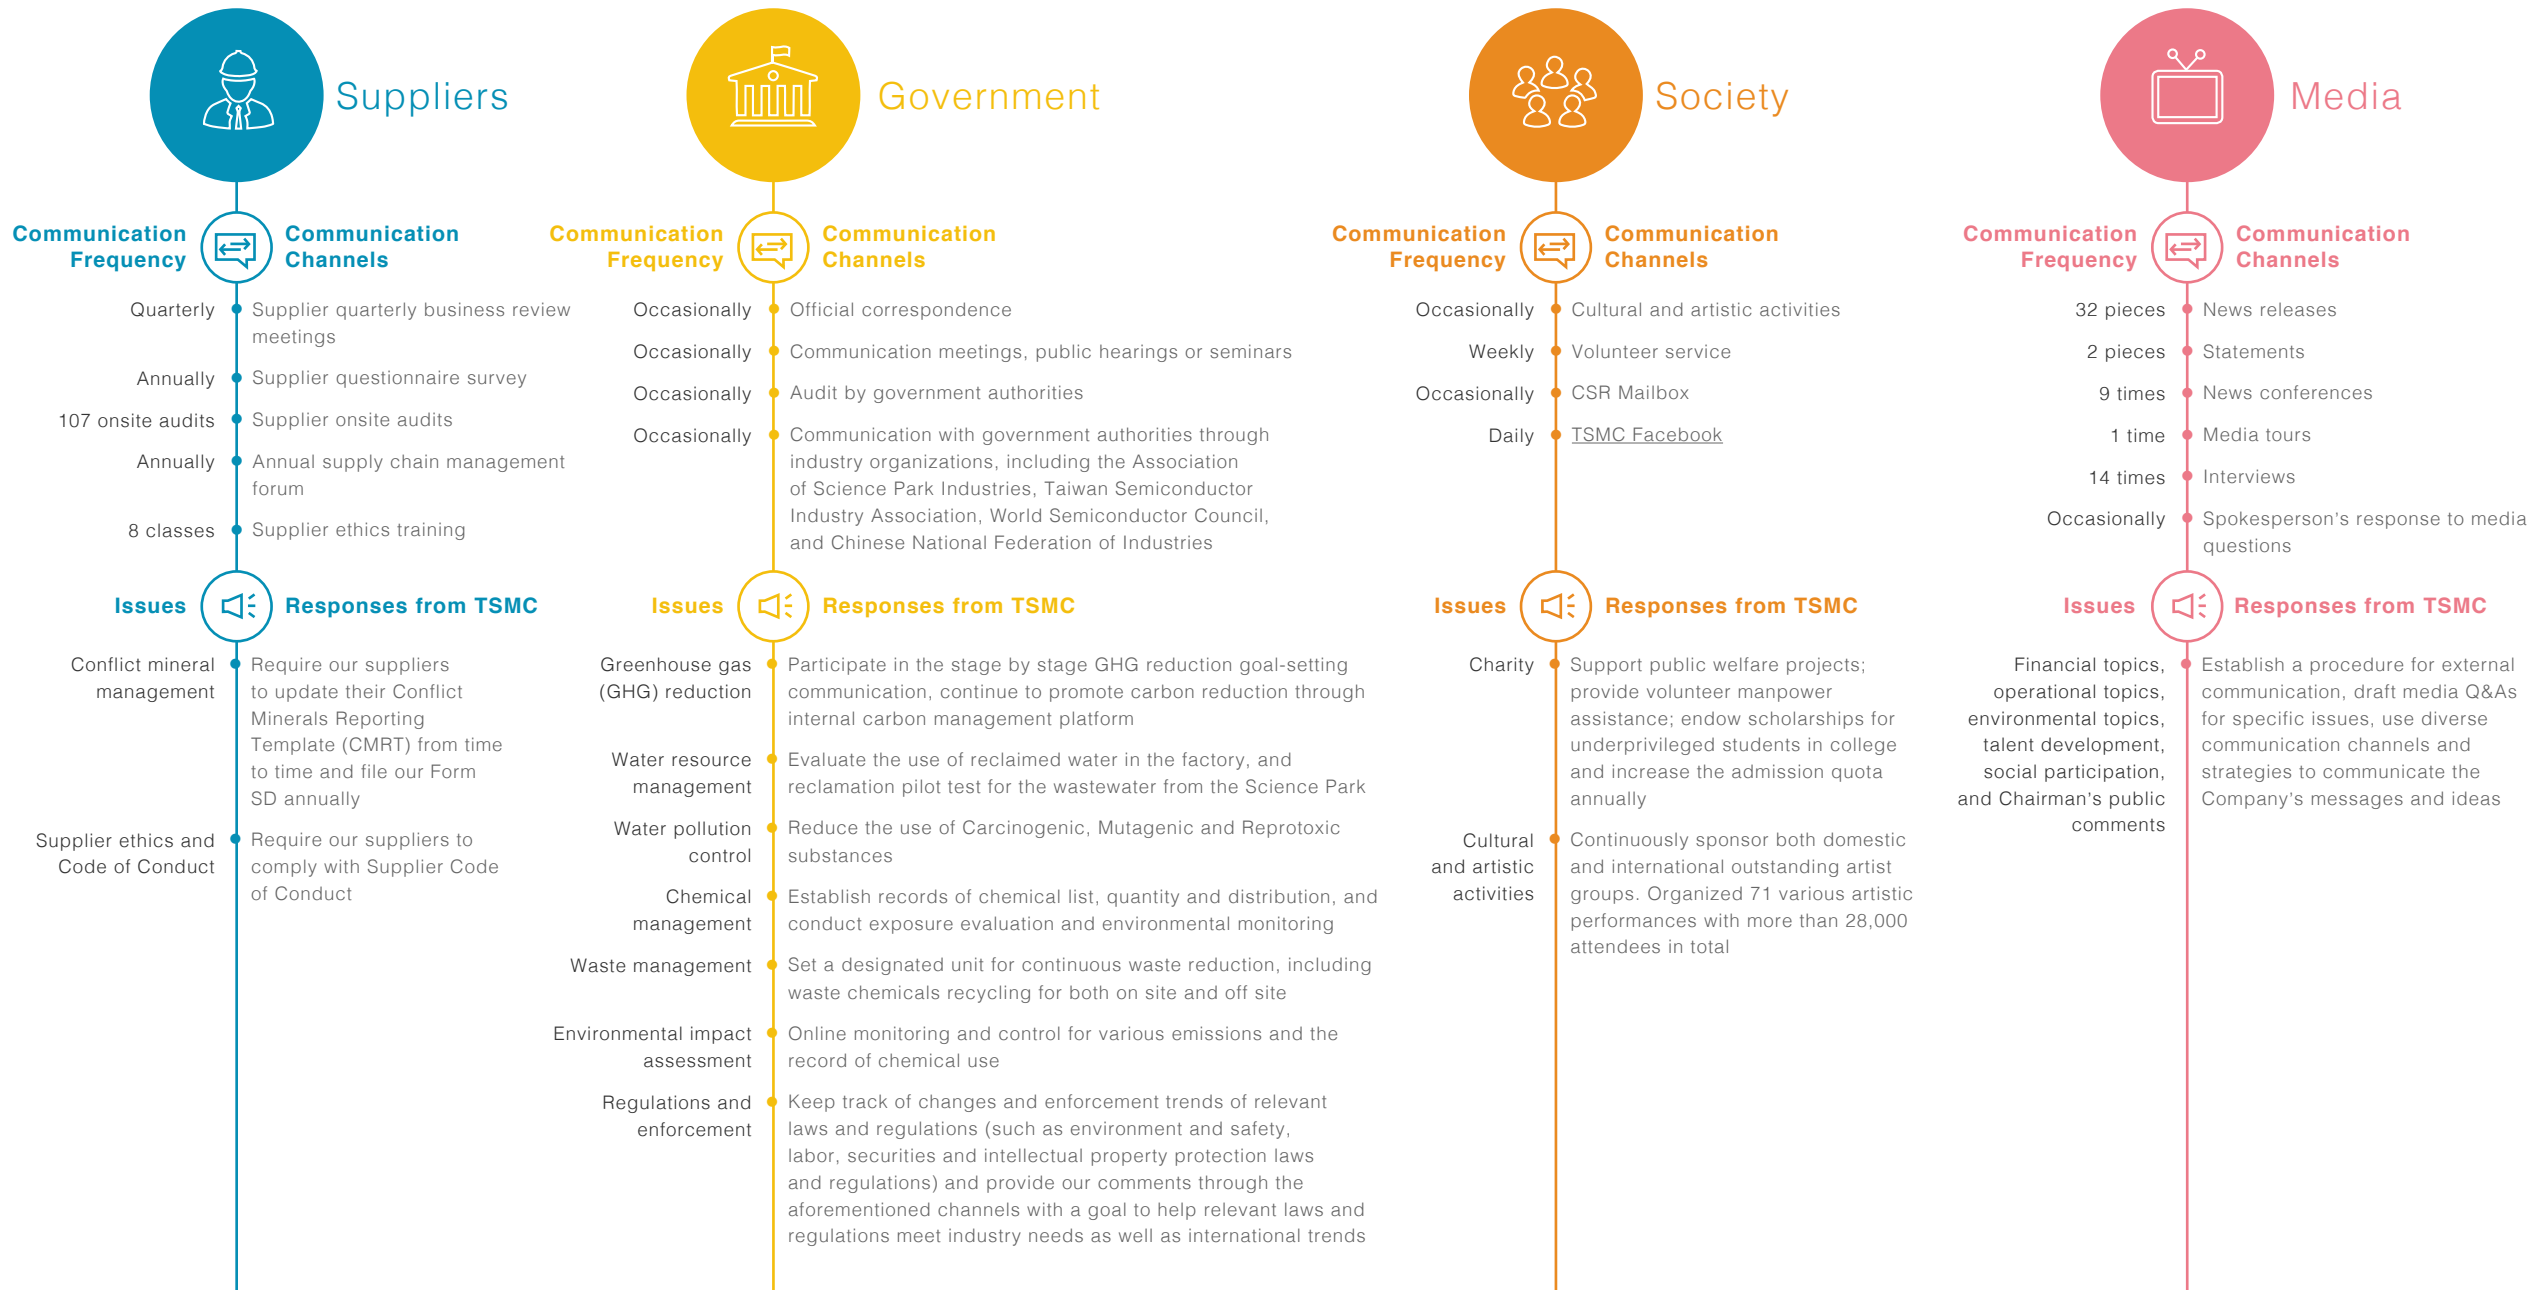 Suppliers
Communication
Frequency
Communication
Channels
Quarterly
Supplier quarterly business review
meetings
Annually
Supplier questionnaire survey
107 onsite audits
Supplier onsite audits
Annually
Annual supply chain management
forum
8 classes
Supplier ethics training
Issues
Responses from TSMC
Conflict mineral
management
Require our suppliers
to update their Conflict
Minerals Reporting
Template (CMRT) from time
to time and file our Form
SD annually
Supplier ethics and
Code of Conduct
Require our suppliers to
comply with Supplier Code
of Conduct
Government
Communication
Frequency
Communication
Channels
Occasionally
Official correspondence
Occasionally
Communication meetings, public hearings or seminars
Occasionally
Audit by government authorities
Occasionally
Communication with government authorities through
industry organizations, including the Association
of Science Park Industries, Taiwan Semiconductor
Industry Association, World Semiconductor Council,
and Chinese National Federation of Industries
Issues
Responses from TSMC
Greenhouse gas
(GHG) reduction
Participate in the stage by stage GHG reduction goal-setting
communication, continue to promote carbon reduction through
internal carbon management platform
Water resource
management
Evaluate the use of reclaimed water in the factory, and
reclamation pilot test for the wastewater from the Science Park
Water pollution
control
Reduce the use of Carcinogenic, Mutagenic and Reprotoxic
substances
Chemical
management
Establish records of chemical list, quantity and distribution, and
conduct exposure evaluation and environmental monitoring
Waste management
Set a designated unit for continuous waste reduction, including
waste chemicals recycling for both on site and off site
Environmental impact
assessment
Online monitoring and control for various emissions and the
record of chemical use
Regulations and
enforcement
Keep track of changes and enforcement trends of relevant
laws and regulations (such as environment and safety,
labor, securities and intellectual property protection laws
and regulations) and provide our comments through the
aforementioned channels with a goal to help relevant laws and
regulations meet industry needs as well as international trends
Society
Communication
Frequency
Communication
Channels
Occasionally
Cultural and artistic activities
Weekly
Volunteer service
Occasionally
CSR Mailbox
Daily
TSMC Facebook
Issues
Responses from TSMC
Charity
Support public welfare projects;
provide volunteer manpower
assistance; endow scholarships for
underprivileged students in college
and increase the admission quota
annually
Cultural
and artistic
activities
Continuously sponsor both domestic
and international outstanding artist
groups. Organized 71 various artistic
performances with more than 28,000
attendees in total
Media
Communication
Frequency
Communication
Channels
32 pieces
News releases
2 pieces
Statements
9 times
News conferences
1 time
Media tours
14 times
Interviews
Occasionally
Spokesperson's response to media
questions
Issues
Responses from TSMC
Financial topics,
operational topics,
environmental topics,
talent development,
social participation,
and Chairman's public
comments
Establish a procedure for external
communication, draft media Q&As
for specific issues, use diverse
communication channels and
strategies to communicate the
Company's messages and ideas